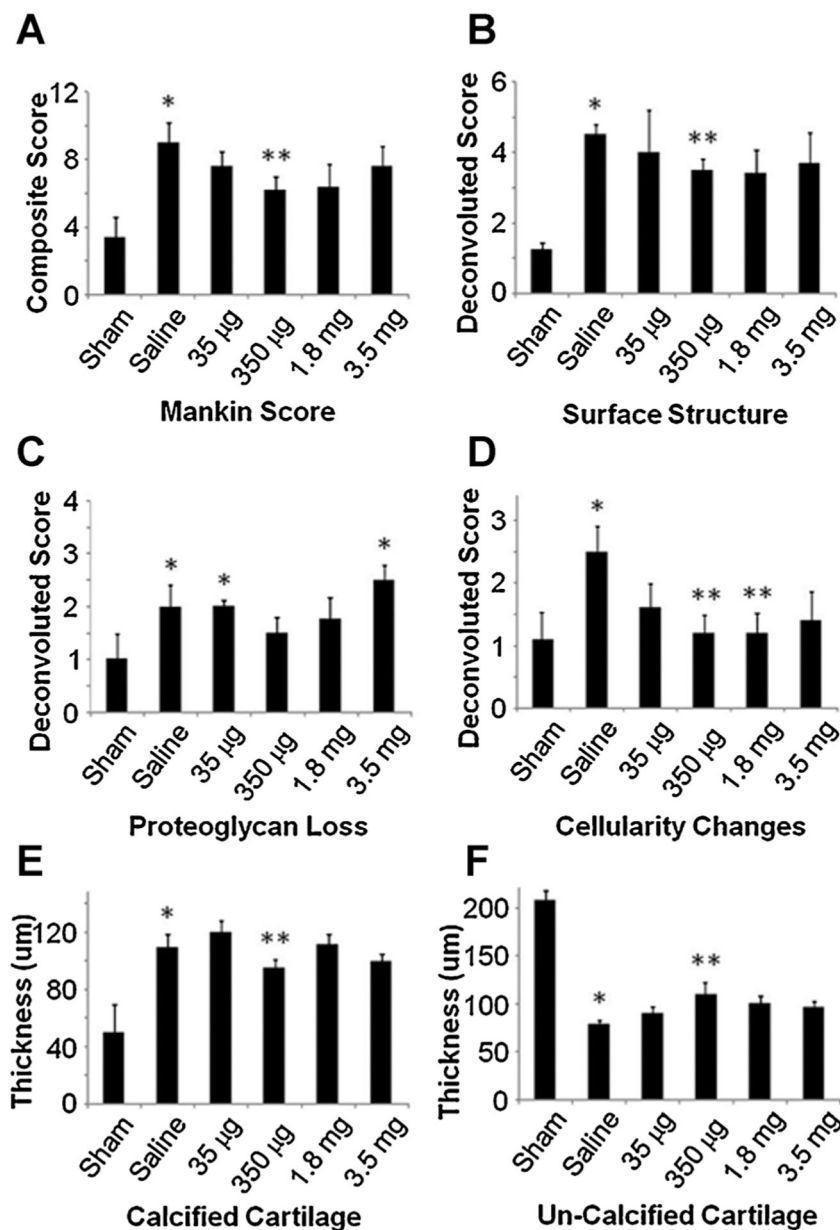 A
Composite Score
12
8
4
0
*
**
Sham
Saline
35 µg
350 µg
1.8 mg
3.5 mg
Mankin Score
B
Deconvoluted Score
6
4
2
0
*
**
Sham
Saline
35 µg
350 µg
1.8 mg
3.5 mg
Surface Structure
C
Deconvoluted Score
4
3
2
1
0
*
*
*
Sham
Saline
35 µg
350 µg
1.8 mg
3.5 mg
Proteoglycan Loss
D
Deconvoluted Score
3
2
1
0
*
**
**
Sham
Saline
35 µg
350 µg
1.8 mg
3.5 mg
Cellularity Changes
E
Thickness (um)
120
80
40
0
*
**
Sham
Saline
35 µg
350 µg
1.8 mg
3.5 mg
Calcified Cartilage
F
Thickness (um)
200
150
100
50
0
*
**
Sham
Saline
35 µg
350 µg
1.8 mg
3.5 mg
Un-Calcified Cartilage